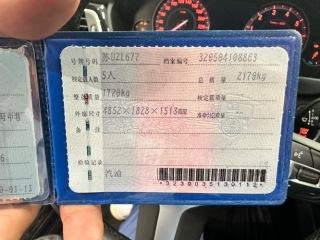 号牌号码 苏U2L677 档案编号 320504108863
核定载人数 5人 总质量 2170kg
整备质量 1720kg 核定载质量
外廓尺寸 4852×1828×1518mm 准牵引总质量
备注
检验记录
汽油
*3230035130112*